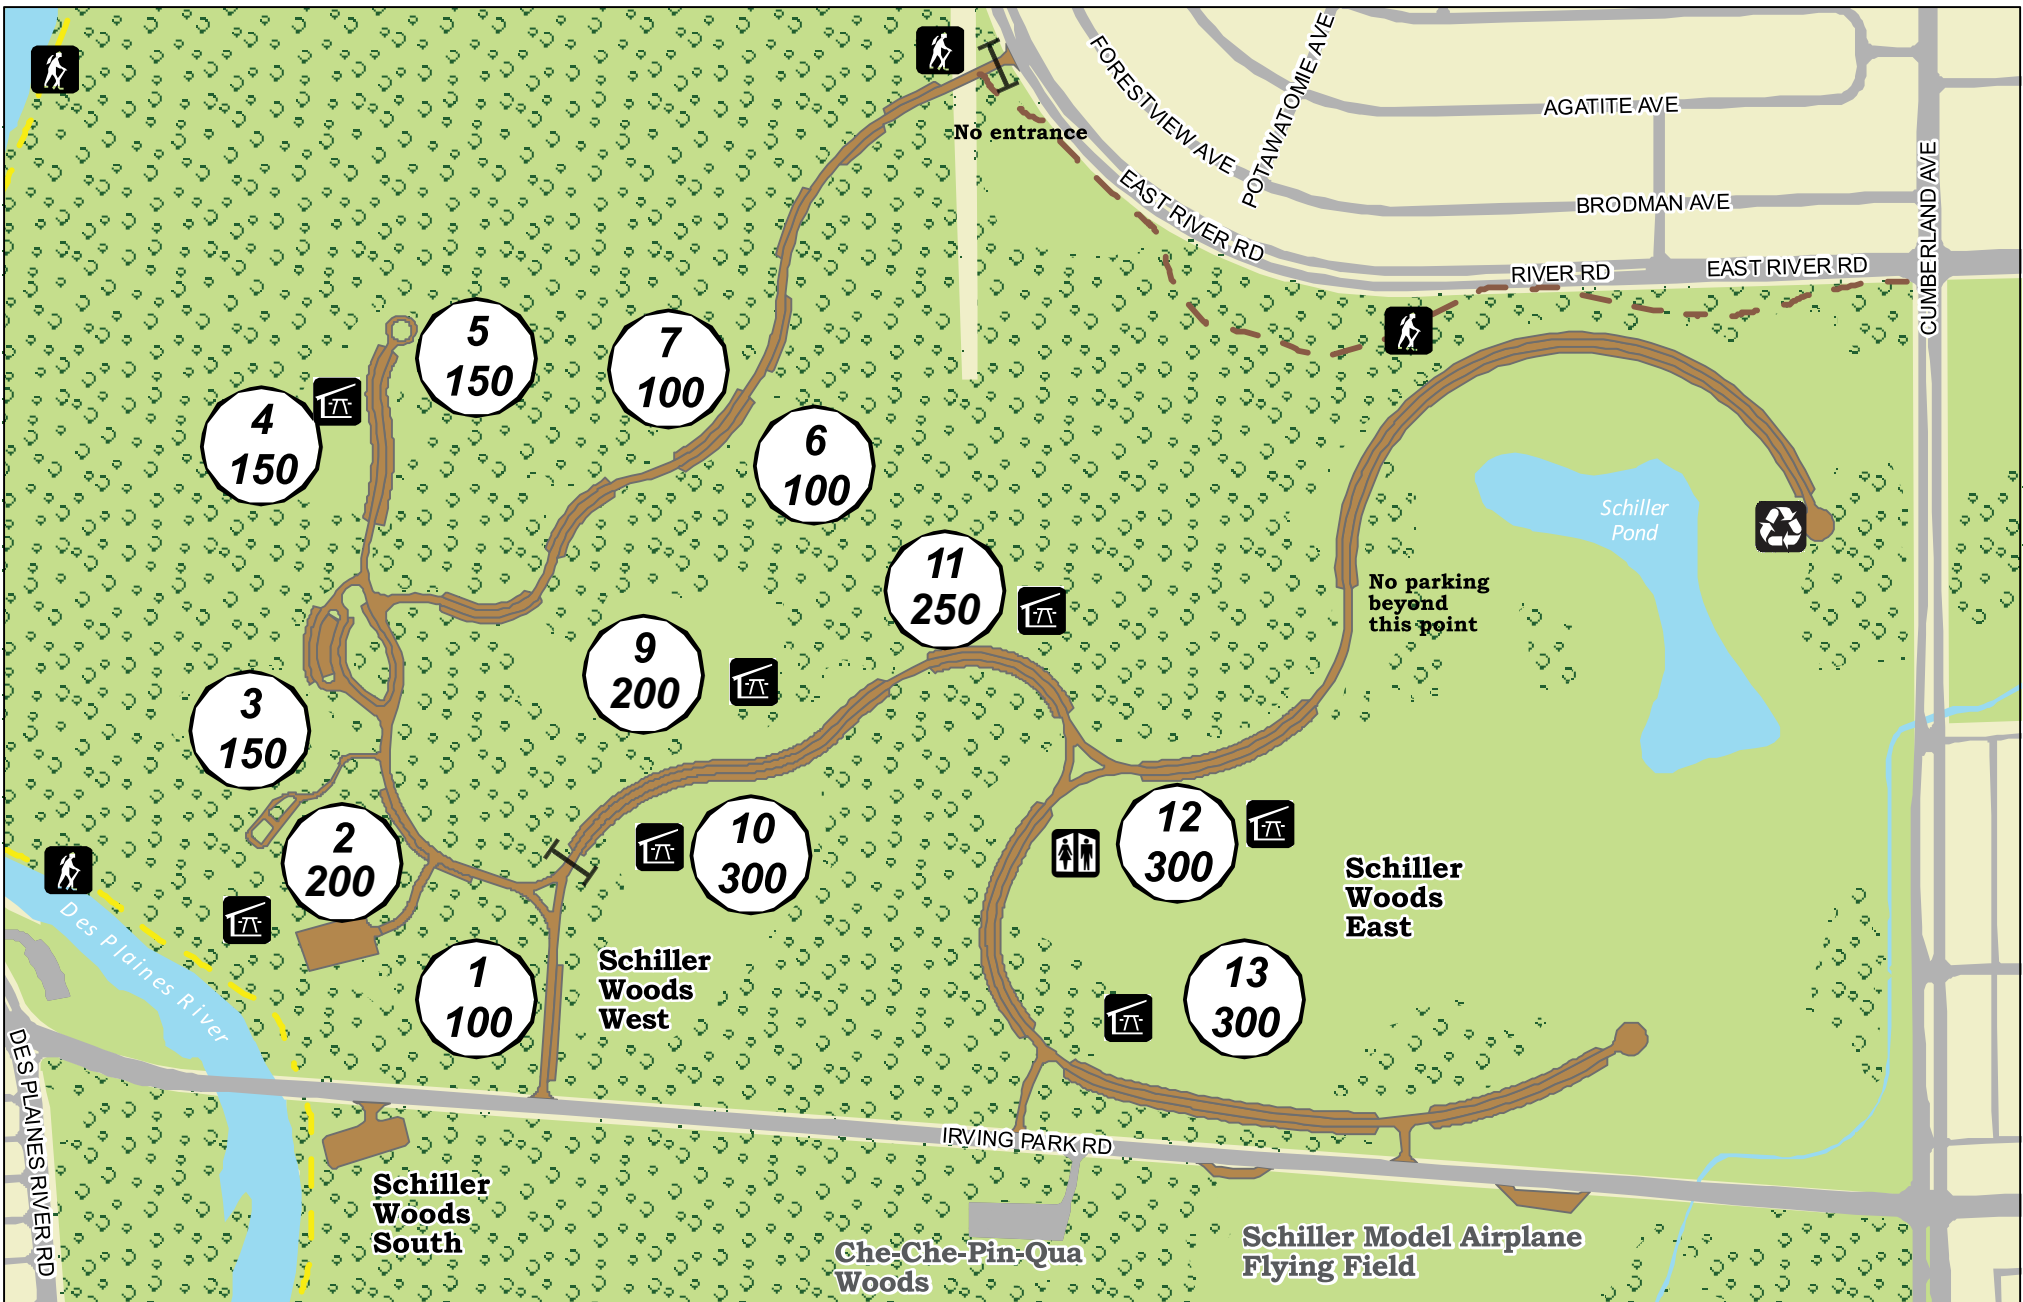 FORESTVIEW AVE
POTAWATOMIE AVE
AGATITE AVE
No entrance
EAST RIVER RD
BRODMAN AVE
CUMBERLAND AVE
RIVER RD
EAST RIVER RD
5
150
7
100
4
150
6
100
Schiller
Pond
11
250
No parking
beyond
this point
9
200
3
150
2
200
10
300
12
300
Schiller
Woods
East
Des Plaines River
1
100
Schiller
Woods
West
13
300
DES PLAINES RIVER RD
IRVING PARK RD
Schiller
Woods
South
Che-Che-Pin-Qua
Woods
Schiller Model Airplane
Flying Field